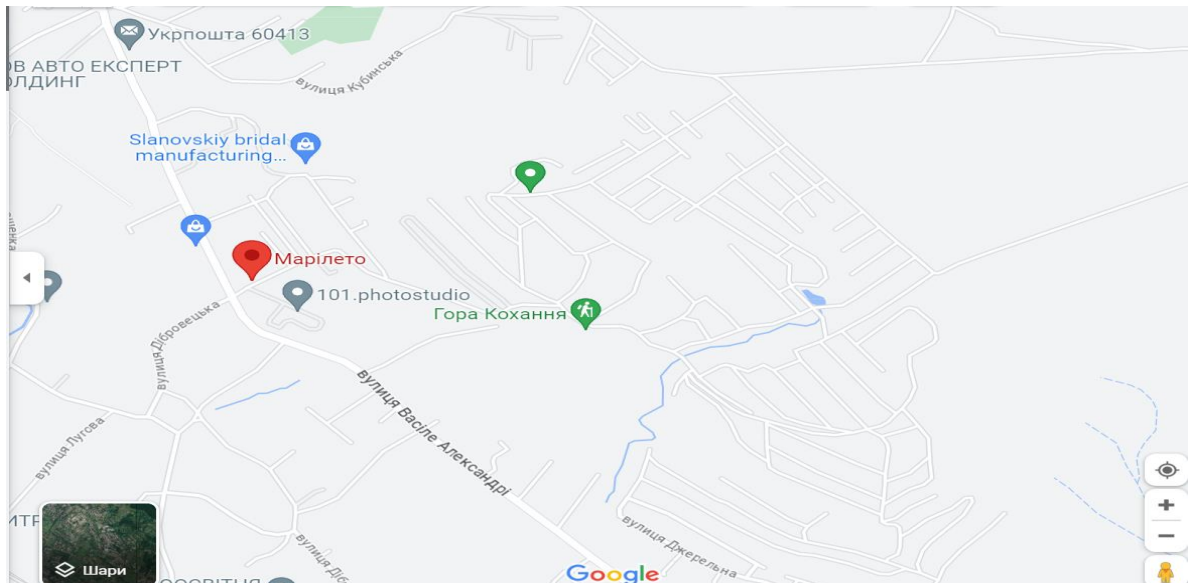 Укрпошта 60413
ОВ АВТО ЕКСПЕРТ
ОЛДИНГ
вулиця Кубинська
Slanovskiy bridal
manufacturing...
Марілето
101.photostudio
Гора Кохання
вулиця Дібровецька
вулиця Васіле Александрі
вулиця Лугова
вулиця Джерельна
Шари
Google